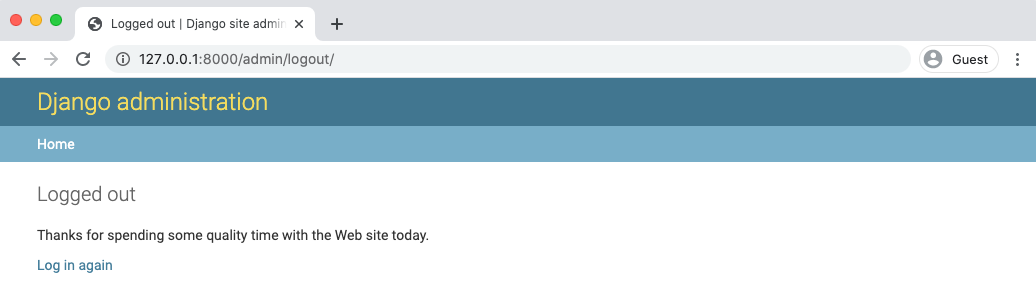 Logged out | Django site admin
127.0.0.1:8000/admin/logout/
Guest
Django administration
Home
Logged out
Thanks for spending some quality time with the Web site today.
Log in again